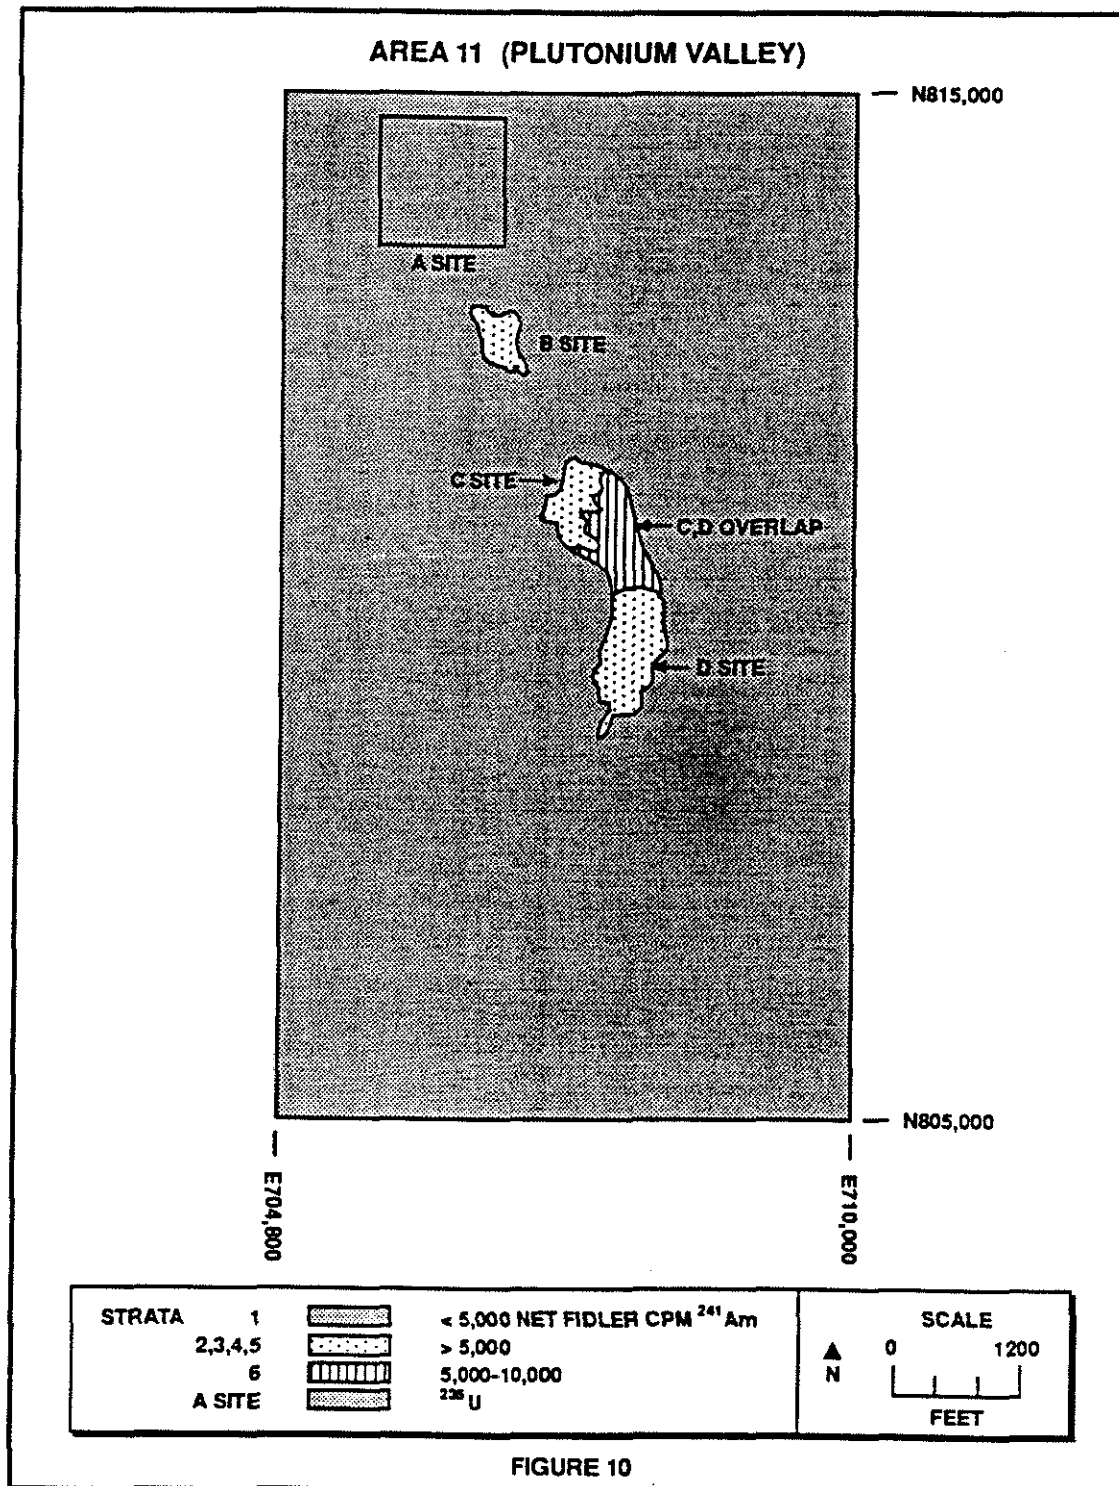 AREA 11 (PLUTONIUM VALLEY)
N815,000
A SITE
B SITE
C SITE
C,D OVERLAP
D SITE
N805,000
E704,800
E710,000
STRATA 1 < 5,000 NET FIDLER CPM ²⁴¹Am
2,3,4,5 > 5,000
6 5,000-10,000
A SITE ²³⁵U
SCALE
0 1200
N
FEET
FIGURE 10